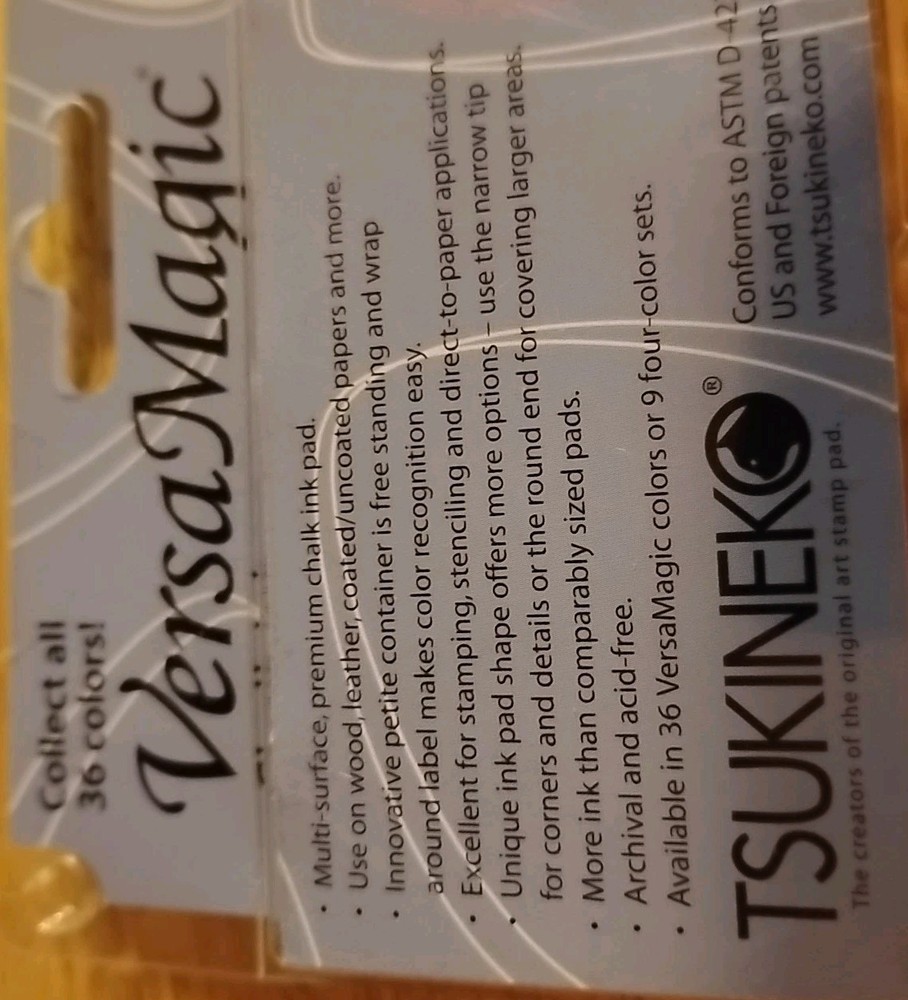 Collect all
36 colors!
VersaMagic
• Multi-surface, premium chalk ink pad.
• Use on wood, leather, coated/uncoated papers and more.
• Innovative petite container is free standing and wrap
around label makes color recognition easy.
• Excellent for stamping, stenciling and direct-to-paper applications.
• Unique ink pad shape offers more options – use the narrow tip
for corners and details or the round end for covering larger areas.
• More ink than comparably sized pads.
• Archival and acid-free.
• Available in 36 VersaMagic colors or 9 four-color sets.
TSUKINEKO®
The creators of the original art stamp pad.
Conforms to ASTM D-42
US and Foreign patents
www.tsukineko.com